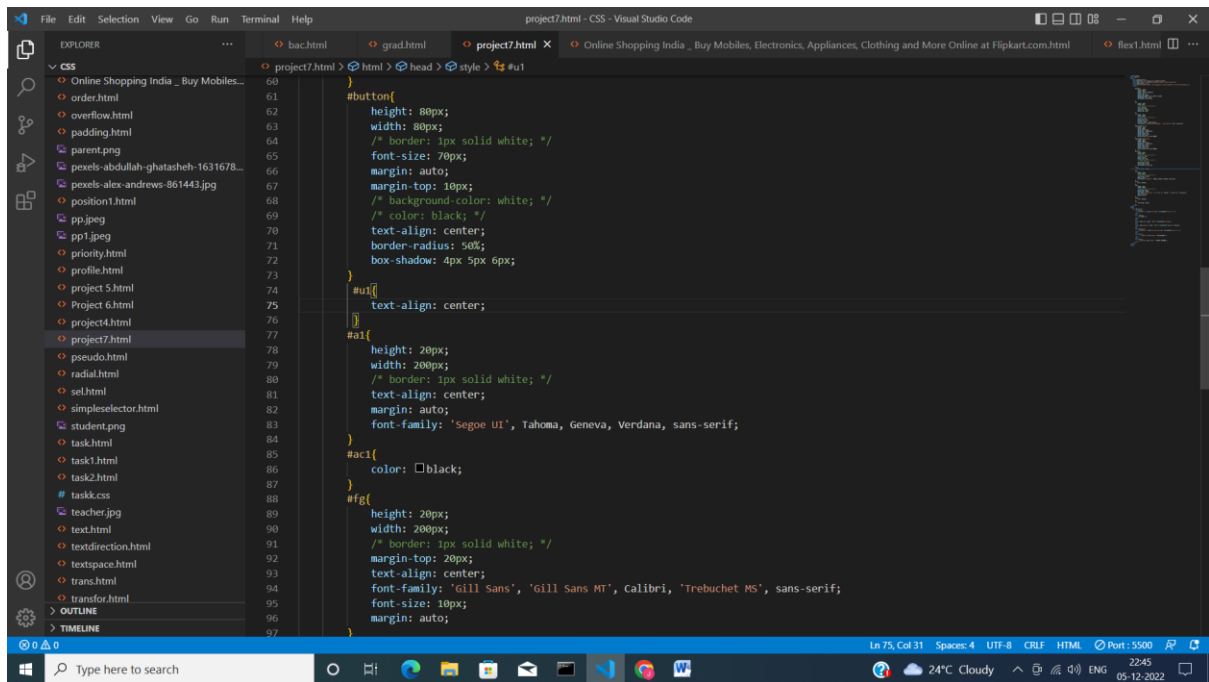 File Edit Selection View Go Run Terminal Help
project7.html - CSS - Visual Studio Code
EXPLORER
bac.html
grad.html
project7.html
Online Shopping India _ Buy Mobiles, Electronics, Appliances, Clothing and More Online at Flipkart.com.html
flex1.html
project7.html > html > head > style > #u1
CSS
Online Shopping India _ Buy Mobiles...
order.html
overflow.html
padding.html
parent.png
pexels-abdullah-ghatasheh-1631678...
pexels-alex-andrews-861443.jpg
position1.html
pp.jpeg
pp1.jpeg
priority.html
profile.html
project 5.html
Project 6.html
project4.html
project7.html
pseudo.html
radial.html
sel.html
simpleselector.html
student.png
task.html
task1.html
task2.html
# taskk.css
teacher.jpg
text.html
textdirection.html
textspace.html
trans.html
transfor.html
OUTLINE
TIMELINE
60 }
61 #button{
62 height: 80px;
63 width: 80px;
64 /* border: 1px solid white; */
65 font-size: 70px;
66 margin: auto;
67 margin-top: 10px;
68 /* background-color: white; */
69 /* color: black; */
70 text-align: center;
71 border-radius: 50%;
72 box-shadow: 4px 5px 6px;
73 }
74 #u1{
75 text-align: center;
76 }
77 #a1{
78 height: 20px;
79 width: 200px;
80 /* border: 1px solid white; */
81 text-align: center;
82 margin: auto;
83 font-family: 'Segoe UI', Tahoma, Geneva, Verdana, sans-serif;
84 }
85 #ac1{
86 color: black;
87 }
88 #fg{
89 height: 20px;
90 width: 200px;
91 /* border: 1px solid white; */
92 margin-top: 20px;
93 text-align: center;
94 font-family: 'Gill Sans', 'Gill Sans MT', Calibri, 'Trebuchet MS', sans-serif;
95 font-size: 10px;
96 margin: auto;
97 }
0 0
Ln 75, Col 31 Spaces: 4 UTF-8 CRLF HTML Port : 5500
Type here to search
24°C Cloudy
ENG
22:45
05-12-2022